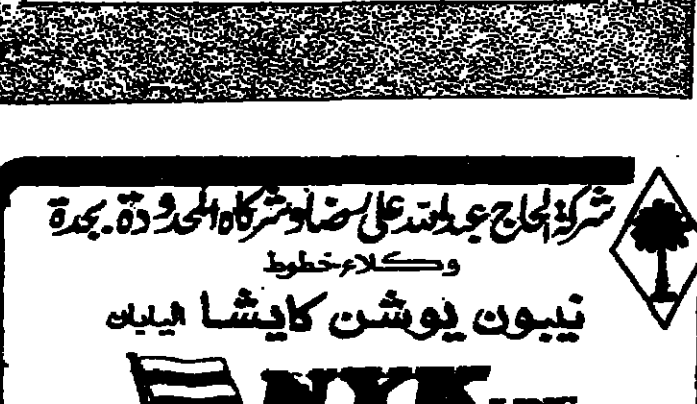 شركة الحاج عبدالله علي رضا وشركاه المحدودة . بجدة
وكلاء خطوط
نيبون يوشن كايشا اليابان
NYK